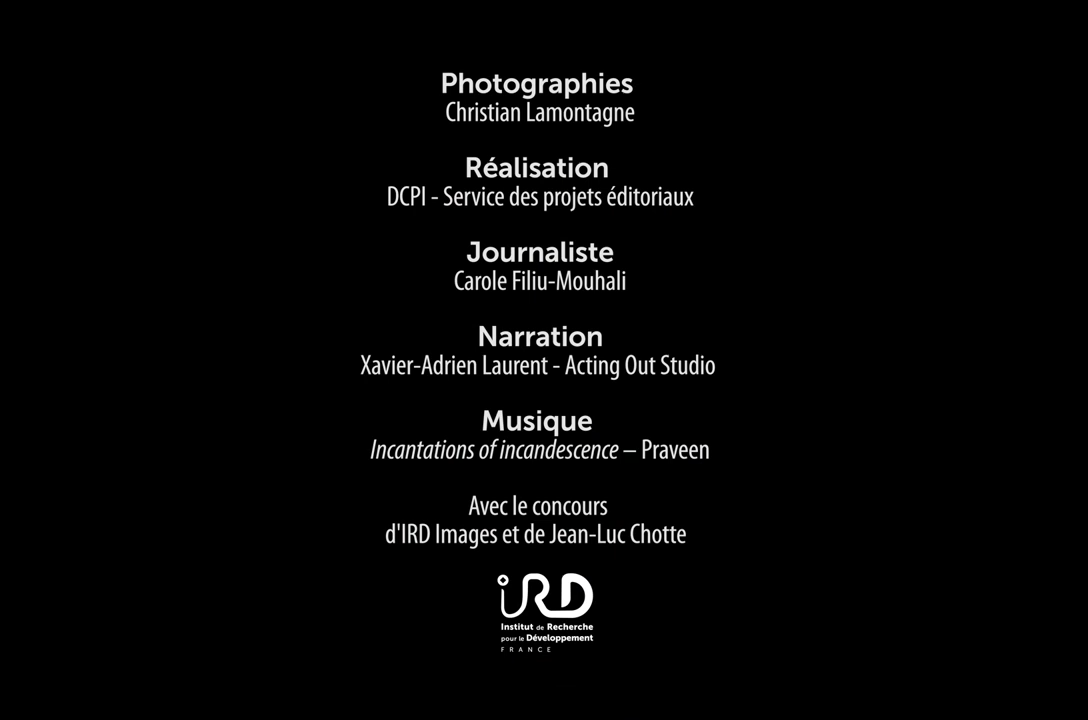 Photographies
Christian Lamontagne
Réalisation
DCPI - Service des projets éditoriaux
Journaliste
Carole Filiu-Mouhali
Narration
Xavier-Adrien Laurent - Acting Out Studio
Musique
Incantations of incandescence – Praveen
Avec le concours
d'IRD Images et de Jean-Luc Chotte
IRD
Institut de Recherche
pour le Développement
FRANCE